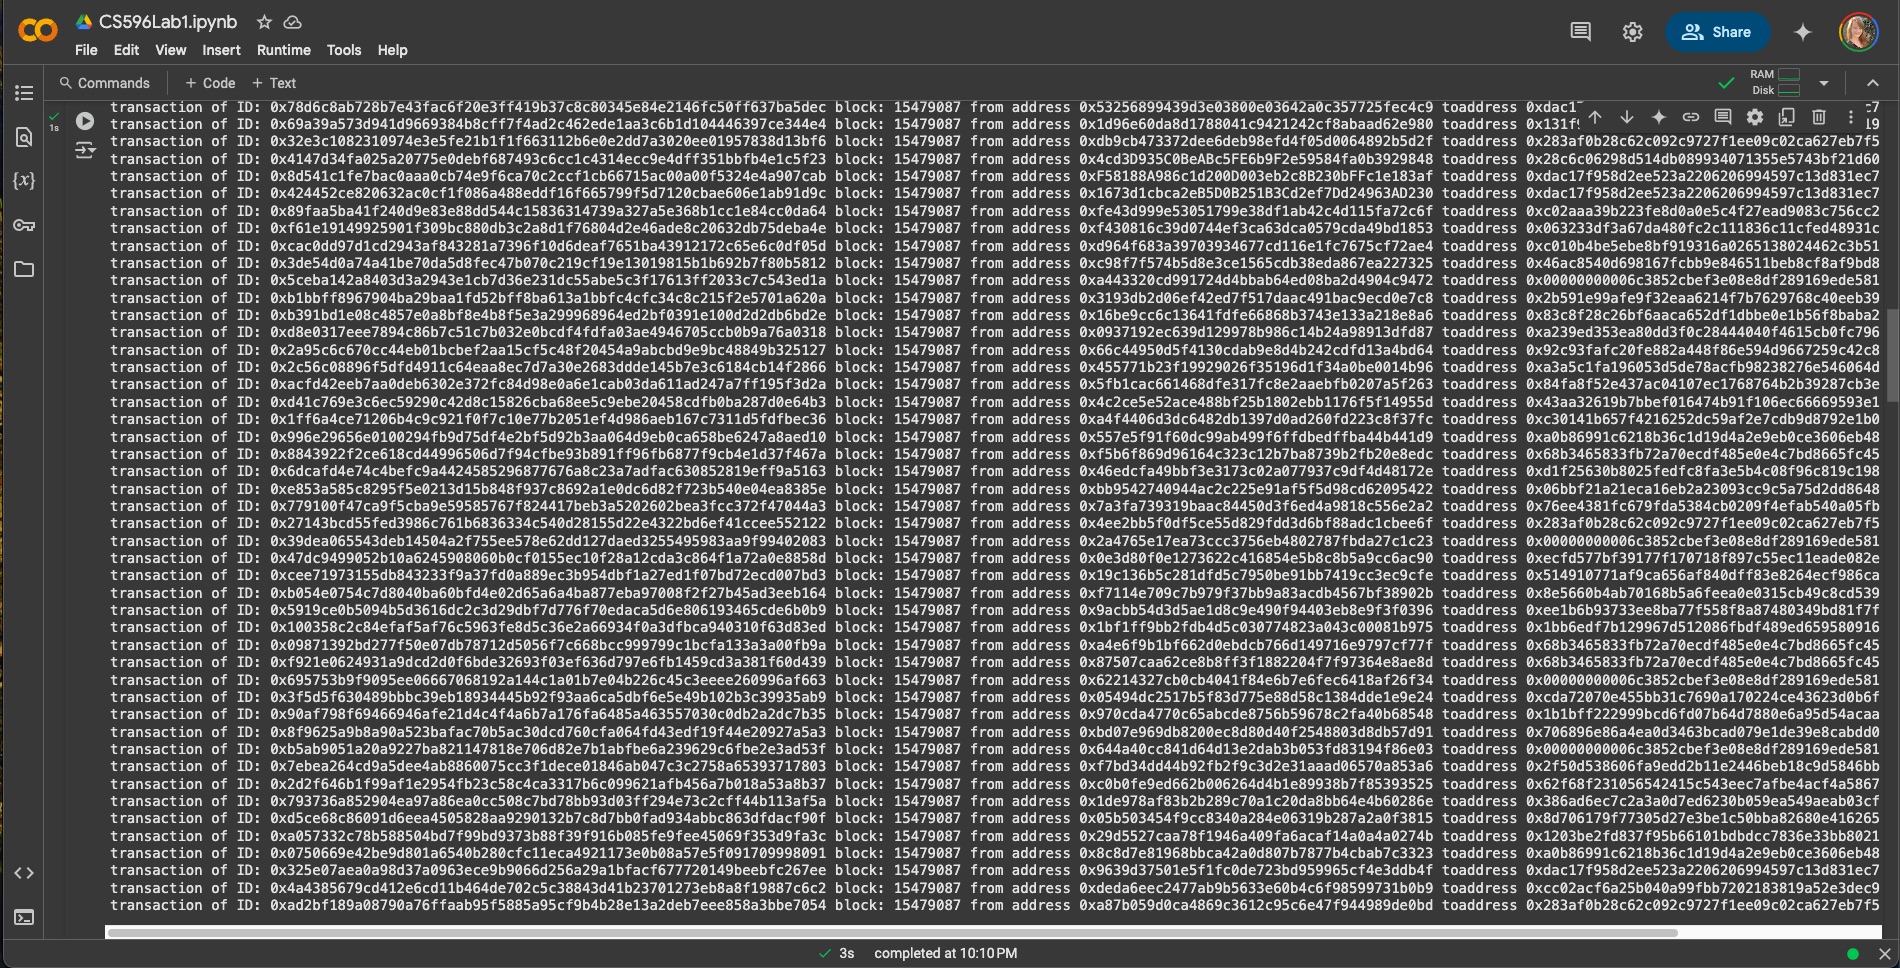 CS596Lab1.ipynb
File Edit View Insert Runtime Tools Help
Share
Commands + Code + Text
RAM
Disk
1s
transaction of ID: 0x78d6c8ab728b7e43fac6f20e3ff419b37c8c80345e84e2146fc50ff637ba5dec block: 15479087 from address 0x53256899439d3e03800e03642a0c357725fec4c9 toaddress
transaction of ID: 0x69a39a573d941d9669384b8cff7f4ad2c462ede1aa3c6b1d104446397ce344e4 block: 15479087 from address 0x1d96e60da8d1788041c9421242cf8abaad62e980 toaddress
transaction of ID: 0x32e3c1082310974e3e5fe21b1f1f663112b6e0e2dd7a3020ee01957838d13bf6 block: 15479087 from address 0xdb9cb473372dee6deb98efd4f05d0064892b5d2f toaddress 0x283af0b28c62c092c9727f1ee09c02ca627eb7f5
transaction of ID: 0x4147d34fa025a20775e0debf687493c6cc1c4314ecc9e4dff351bbfb4e1c5f23 block: 15479087 from address 0x4cd3D935C0BeABc5FE6b9F2e59584fa0b3929848 toaddress 0x28c6c06298d514db089934071355e5743bf21d60
transaction of ID: 0x8d541c1fe7bac0aaa0cb74e9f6ca70c2ccf1cb66715ac00a00f5324e4a907cab block: 15479087 from address 0xF58188A986c1d200D003eb2c8B230bFFc1e183af toaddress 0xdac17f958d2ee523a2206206994597c13d831ec7
transaction of ID: 0x424452ce820632ac0cf1f086a488eddf16f665799f5d7120cbae606e1ab91d9c block: 15479087 from address 0x1673d1cbca2eB5D0B251B3Cd2ef7Dd24963AD230 toaddress 0xdac17f958d2ee523a2206206994597c13d831ec7
transaction of ID: 0x89faa5ba41f240d9e83e88dd544c15836314739a327a5e368b1cc1e84cc0da64 block: 15479087 from address 0xfe43d999e53051799e38df1ab42c4d115fa72c6f toaddress 0xc02aaa39b223fe8d0a0e5c4f27ead9083c756cc2
transaction of ID: 0xf61e19149925901f309bc880db3c2a8d1f76804d2e46ade8c20632db75deba4e block: 15479087 from address 0xf430816c39d0744ef3ca63dca0579cda49bd1853 toaddress 0x063233df3a67da480fc2c111836c11cfed48931c
transaction of ID: 0xcac0dd97d1cd2943af843281a7396f10d6deaf7651ba43912172c65e6c0df05d block: 15479087 from address 0xd964f683a39703934677cd116e1fc7675cf72ae4 toaddress 0xc010b4be5ebe8bf919316a0265138024462c3b51
transaction of ID: 0x3de54d0a74a41be70da5d8fec47b070c219cf19e13019815b1b692b7f80b5812 block: 15479087 from address 0xc98f7f574b5d8e3ce1565cdb38eda867ea227325 toaddress 0x46ac8540d698167fcbb9e846511beb8cf8af9bd8
transaction of ID: 0x5ceba142a8403d3a2943e1cb7d36e231dc55abe5c3f17613ff2033c7c543ed1a block: 15479087 from address 0xa443320cd991724d4bbab64ed08ba2d4904c9472 toaddress 0x00000000006c3852cbef3e08e8df289169ede581
transaction of ID: 0xb1bbff8967904ba29baa1fd52bff8ba613a1bbfc4cfc34c8c215f2e5701a620a block: 15479087 from address 0x3193db2d06ef42ed7f517daac491bac9ecd0e7c8 toaddress 0x2b591e99afe9f32eaa6214f7b7629768c40eeb39
transaction of ID: 0xb391bd1e08c4857e0a8bf8e4b8f5e3a299968964ed2bf0391e100d2d2db6bd2e block: 15479087 from address 0x16be9cc6c13641fdfe66868b3743e133a218e8a6 toaddress 0x83c8f28c26bf6aaca652df1dbbe0e1b56f8baba2
transaction of ID: 0xd8e0317eee7894c86b7c51c7b032e0bcdf4fdfa03ae4946705ccb0b9a76a0318 block: 15479087 from address 0x0937192ec639d129978b986c14b24a98913dfd87 toaddress 0xa239ed353ea80dd3f0c28444040f4615cb0fc796
transaction of ID: 0x2a95c6c670cc44eb01bcbef2aa15cf5c48f20454a9abcbd9e9bc48849b325127 block: 15479087 from address 0x66c44950d5f4130cdab9e8d4b242cdfd13a4bd64 toaddress 0x92c93fafc20fe882a448f86e594d9667259c42c8
transaction of ID: 0x2c56c08896f5dfd4911c64eaa8ec7d7a30e2683ddde145b7e3c6184cb14f2866 block: 15479087 from address 0x455771b23f19929026f35196d1f34a0be0014b96 toaddress 0xa3a5c1fa196053d5de78acfb98238276e546064d
transaction of ID: 0xacfd42eeb7aa0deb6302e372fc84d98e0a6e1cab03da611ad247a7ff195f3d2a block: 15479087 from address 0x5fb1cac661468dfe317fc8e2aaebfb0207a5f263 toaddress 0x84fa8f52e437ac04107ec1768764b2b39287cb3e
transaction of ID: 0xd41c769e3c6ec59290c42d8c15826cba68ee5c9ebe20458cdfb0ba287d0e64b3 block: 15479087 from address 0x4c2ce5e52ace488bf25b1802ebb1176f5f14955d toaddress 0x43aa32619b7bbef016474b91f106ec66669593e1
transaction of ID: 0x1ff6a4ce71206b4c9c921f0f7c10e77b2051ef4d986aeb167c7311d5fdfbec36 block: 15479087 from address 0xa4f4406d3dc6482db1397d0ad260fd223c8f37fc toaddress 0xc30141b657f4216252dc59af2e7cdb9d8792e1b0
transaction of ID: 0x996e29656e0100294fb9d75df4e2bf5d92b3aa064d9eb0ca658be6247a8aed10 block: 15479087 from address 0x557e5f91f60dc99ab499f6ffdbedffba44b441d9 toaddress 0xa0b86991c6218b36c1d19d4a2e9eb0ce3606eb48
transaction of ID: 0x8843922f2ce618cd44996506d7f94cfbe93b891ff96fb6877f9cb4e1d37f467a block: 15479087 from address 0xf5b6f869d96164c323c12b7ba8739b2fb20e8edc toaddress 0x68b3465833fb72a70ecdf485e0e4c7bd8665fc45
transaction of ID: 0x6dcafd4e74c4befc9a4424585296877676a8c23a7adfac630852819eff9a5163 block: 15479087 from address 0x46edcfa49bbf3e3173c02a077937c9df4d48172e toaddress 0xd1f25630b8025fedfc8fa3e5b4c08f96c819c198
transaction of ID: 0xe853a585c8295f5e0213d15b848f937c8692a1e0dc6d82f723b540e04ea8385e block: 15479087 from address 0xbb9542740944ac2c225e91af5f5d98cd62095422 toaddress 0x06bbf21a21eca16eb2a23093cc9c5a75d2dd8648
transaction of ID: 0x779100f47ca9f5cba9e59585767f824417beb3a5202602bea3fcc372f47044a3 block: 15479087 from address 0x7a3fa739319baac84450d3f6ed4a9818c556e2a2 toaddress 0x76ee4381fc679fda5384cb0209f4efab540a05fb
transaction of ID: 0x27143bcd55fed3986c761b6836334c540d28155d22e4322bd6ef41ccee552122 block: 15479087 from address 0x4ee2bb5f0df5ce55d829fdd3d6bf88adc1cbee6f toaddress 0x283af0b28c62c092c9727f1ee09c02ca627eb7f5
transaction of ID: 0x39dea065543deb14504a2f755ee578e62dd127daed3255495983aa9f99402083 block: 15479087 from address 0x2a4765e17ea73ccc3756eb4802787fbda27c1c23 toaddress 0x00000000006c3852cbef3e08e8df289169ede581
transaction of ID: 0x47dc9499052b10a6245908060b0cf0155ec10f28a12cda3c864f1a72a0e8858d block: 15479087 from address 0x0e3d80f0e1273622c416854e5b8c8b5a9cc6ac90 toaddress 0xecfd577bf39177f170718f897c55ec11eade082e
transaction of ID: 0xcee71973155db843233f9a37fd0a889ec3b954dbf1a27ed1f07bd72ecd007bd3 block: 15479087 from address 0x19c136b5c281dfd5c7950be91bb7419cc3ec9cfe toaddress 0x514910771af9ca656af840dff83e8264ecf986ca
transaction of ID: 0xb054e0754c7d8040ba60bfd4e02d65a6a4ba877eba97008f2f27b45ad3eeb164 block: 15479087 from address 0xf7114e709c7b979f37bb9a83acdb4567bf38902b toaddress 0x8e5660b4ab70168b5a6feea0e0315cb49c8cd539
transaction of ID: 0x5919ce0b5094b5d3616dc2c3d29dbf7d776f70edaca5d6e806193465cde6b0b9 block: 15479087 from address 0x9acbb54d3d5ae1d8c9e490f94403eb8e9f3f0396 toaddress 0xee1b6b93733ee8ba77f558f8a87480349bd81f7f
transaction of ID: 0x100358c2c84efaf5af76c5963fe8d5c36e2a66934f0a3dfbca940310f63d83ed block: 15479087 from address 0x1bf1ff9bb2fdb4d5c030774823a043c00081b975 toaddress 0x1bb6edf7b129967d512086fbdf489ed659580916
transaction of ID: 0x09871392bd277f50e07db78712d5056f7c668bcc999799c1bcfa133a3a00fb9a block: 15479087 from address 0xa4e6f9b1bf662d0ebdcb766d149716e9797cf77f toaddress 0x68b3465833fb72a70ecdf485e0e4c7bd8665fc45
transaction of ID: 0xf921e0624931a9dcd2d0f6bde32693f03ef636d797e6fb1459cd3a381f60d439 block: 15479087 from address 0x87507caa62ce8b8ff3f1882204f7f97364e8ae8d toaddress 0x68b3465833fb72a70ecdf485e0e4c7bd8665fc45
transaction of ID: 0x695753b9f9095ee06667068192a144c1a01b7e04b226c45c3eeee260996af663 block: 15479087 from address 0x62214327cb0cb4041f84e6b7e6fec6418af26f34 toaddress 0x00000000006c3852cbef3e08e8df289169ede581
transaction of ID: 0x3f5d5f630489bbbc39eb18934445b92f93aa6ca5dbf6e5e49b102b3c39935ab9 block: 15479087 from address 0x05494dc2517b5f83d775e88d58c1384dde1e9e24 toaddress 0xcda72070e455bb31c7690a170224ce43623d0b6f
transaction of ID: 0x90af798f69466946afe21d4c4f4a6b7a176fa6485a463557030c0db2a2dc7b35 block: 15479087 from address 0x970cda4770c65abcde8756b59678c2fa40b68548 toaddress 0x1b1bff222999bcd6fd07b64d7880e6a95d54acaa
transaction of ID: 0x8f9625a9b8a90a523bafac70b5ac30dcd760cfa064fd43edf19f44e20927a5a3 block: 15479087 from address 0xbd07e969db8200ec8d80d40f2548803d8db57d91 toaddress 0x706896e86a4ea0d3463bcad079e1de39e8cabdd0
transaction of ID: 0xb5ab9051a20a9227ba821147818e706d82e7b1abfbe6a239629c6fbe2e3ad53f block: 15479087 from address 0x644a40cc841d64d13e2dab3b053fd83194f86e03 toaddress 0x00000000006c3852cbef3e08e8df289169ede581
transaction of ID: 0x7ebea264cd9a5dee4ab8860075cc3f1dece01846ab047c3c2758a65393717803 block: 15479087 from address 0xf7bd34dd44b92fb2f9c3d2e31aaad06570a853a6 toaddress 0x2f50d538606fa9edd2b11e2446beb18c9d5846bb
transaction of ID: 0x2d2f646b1f99af1e2954fb23c58c4ca3317b6c099621afb456a7b018a53a8b37 block: 15479087 from address 0xc0b0fe9ed662b006264d4b1e89938b7f85393525 toaddress 0x62f68f231056542415c543eec7afbe4acf4a5867
transaction of ID: 0x793736a852904ea97a86ea0cc508c7bd78bb93d03ff294e73c2cff44b113af5a block: 15479087 from address 0x1de978af83b2b289c70a1c20da8bb64e4b60286e toaddress 0x386ad6ec7c2a3a0d7ed6230b059ea549aeab03cf
transaction of ID: 0xd5ce68c86091d6eea4505828aa9290132b7c8d7bb0fad934abbc863dfdacf90f block: 15479087 from address 0x05b503454f9cc8340a284e06319b287a2a0f3815 toaddress 0x8d706419f77305d27e3be1c50bba82680e416265
transaction of ID: 0xa057332c78b588504bd7f99bd9373b88f39f916b085fe9fee45069f353d9fa3c block: 15479087 from address 0x29d5527caa78f1946a409fa6acaf14a0a4a0274b toaddress 0x1203be2fd837f95b66101bdbdcc7836e33bb8021
transaction of ID: 0x0750669e42be9d801a6540b280cfc11eca4921173e0b08a57e5f091709998091 block: 15479087 from address 0x8c8d7e81968bbca42a0d807b7877b4cbab7c3323 toaddress 0xa0b86991c6218b36c1d19d4a2e9eb0ce3606eb48
transaction of ID: 0x325e07aea0a98d37a0963ece9b9066d256a29a1bfacf677720149beebfc267ee block: 15479087 from address 0x9639d37501e5f1fc0de723bd959965cf4e3ddb4f toaddress 0xdac17f958d2ee523a2206206994597c13d831ec7
transaction of ID: 0x4a4385679cd412e6cd11b464de702c5c38843d41b23701273eb8a8f19887c6c2 block: 15479087 from address 0xdeda6eec2477ab9b5633e60b4c6f98599731b0b9 toaddress 0xcc02acf6a25b040a99fbb7202183819a52e3dec9
transaction of ID: 0xad2bf189a08790a76ffaab95f5885a95cf9b4b28e13a2deb7eee858a3bbe7054 block: 15479087 from address 0xa87b059d0ca4869c3612c95c6e47f944989de0bd toaddress 0x283af0b28c62c092c9727f1ee09c02ca627eb7f5
3s completed at 10:10 PM